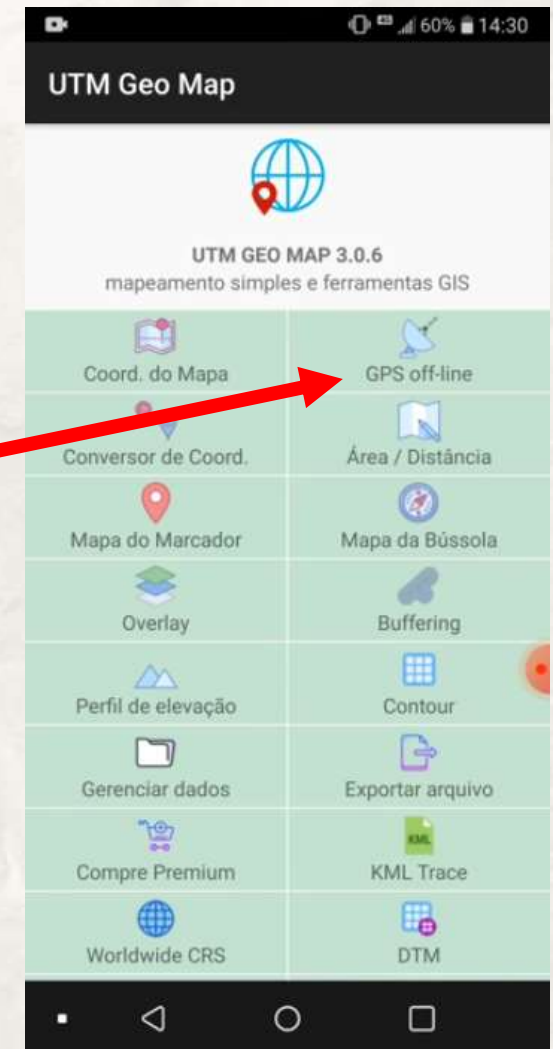 60% 14:30
UTM Geo Map
UTM GEO MAP 3.0.6
mapeamento simples e ferramentas GIS
Coord. do Mapa
GPS off-line
Conversor de Coord.
Área / Distância
Mapa do Marcador
Mapa da Bússola
Overlay
Buffering
Perfil de elevação
Contour
Gerenciar dados
Exportar arquivo
Compre Premium
KML
KML Trace
Worldwide CRS
DTM